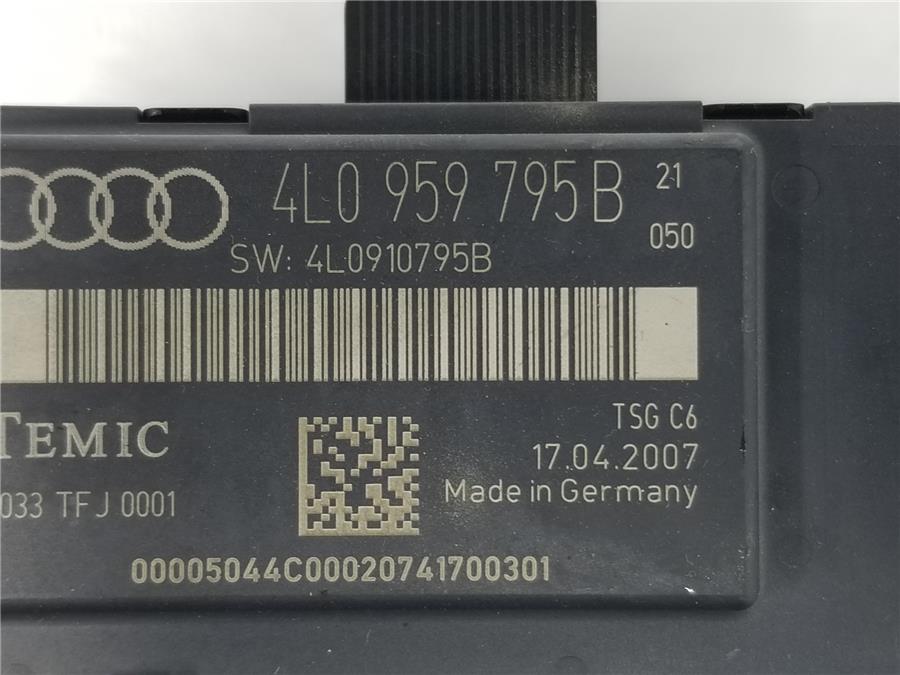 4L0 959 795B 21
050
SW: 4L0910795B
TEMIC
TSG C6
17.04.2007
033 TFJ 0001
Made in Germany
00005044C00020741700301